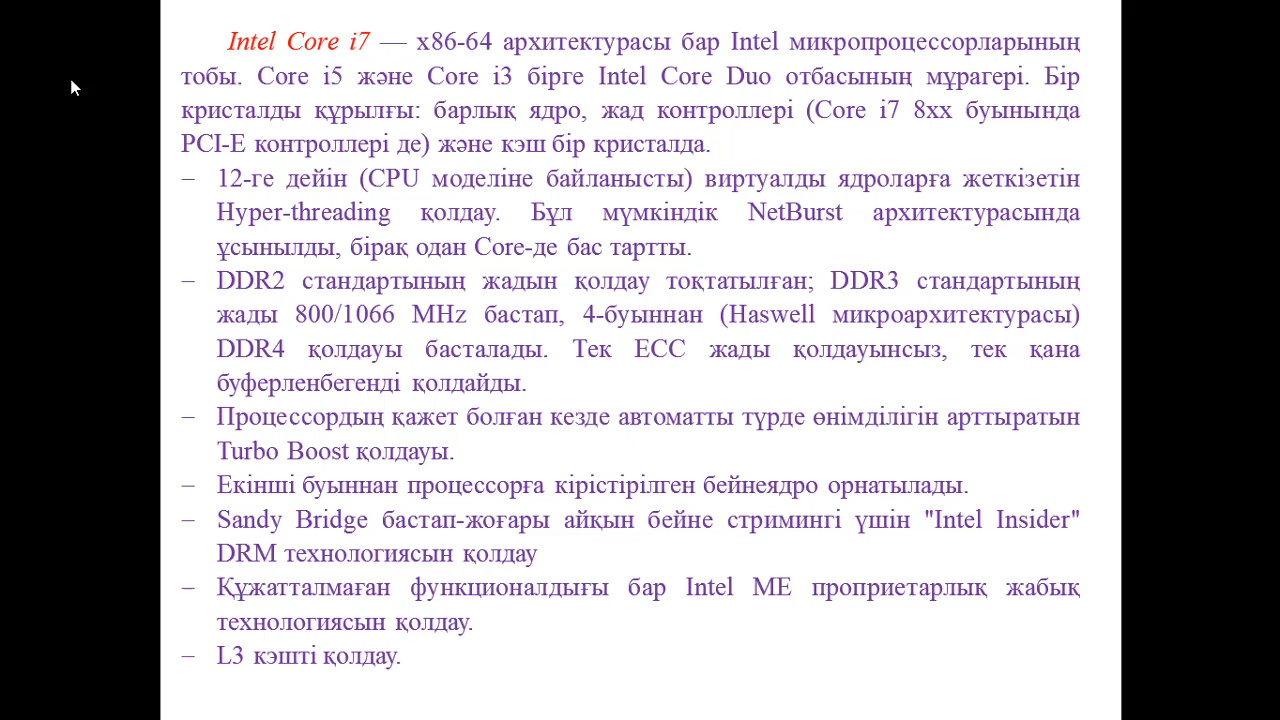 Intel Core i7 — x86-64 архитектурасы бар Intel микропроцессорларының
тобы. Core i5 және Core i3 бірге Intel Core Duo отбасының мұрагері. Бір
кристалды құрылғы: барлық ядро, жад контроллері (Core i7 8xx буынында
PCI-E контроллері де) және кэш бір кристалда.
– 12-ге дейін (CPU моделіне байланысты) виртуалды ядроларға жеткізетін
Hyper-threading қолдау. Бұл мүмкіндік NetBurst архитектурасында
ұсынылды, бірақ одан Core-де бас тартты.
– DDR2 стандартының жадын қолдау тоқтатылған; DDR3 стандартының
жады 800/1066 MHz бастап, 4-буыннан (Haswell микроархитектурасы)
DDR4 қолдауы басталады. Тек ECC жады қолдауынсыз, тек қана
буферленбегенді қолдайды.
– Процессордың қажет болған кезде автоматты түрде өнімділігін арттыратын
Turbo Boost қолдауы.
– Екінші буыннан процессорға кірістірілген бейнеядро орнатылады.
– Sandy Bridge бастап-жоғары айқын бейне стримингі үшін "Intel Insider"
DRM технологиясын қолдау
– Құжатталмаған функционалдығы бар Intel ME проприетарлық жабық
технологиясын қолдау.
– L3 кэшті қолдау.